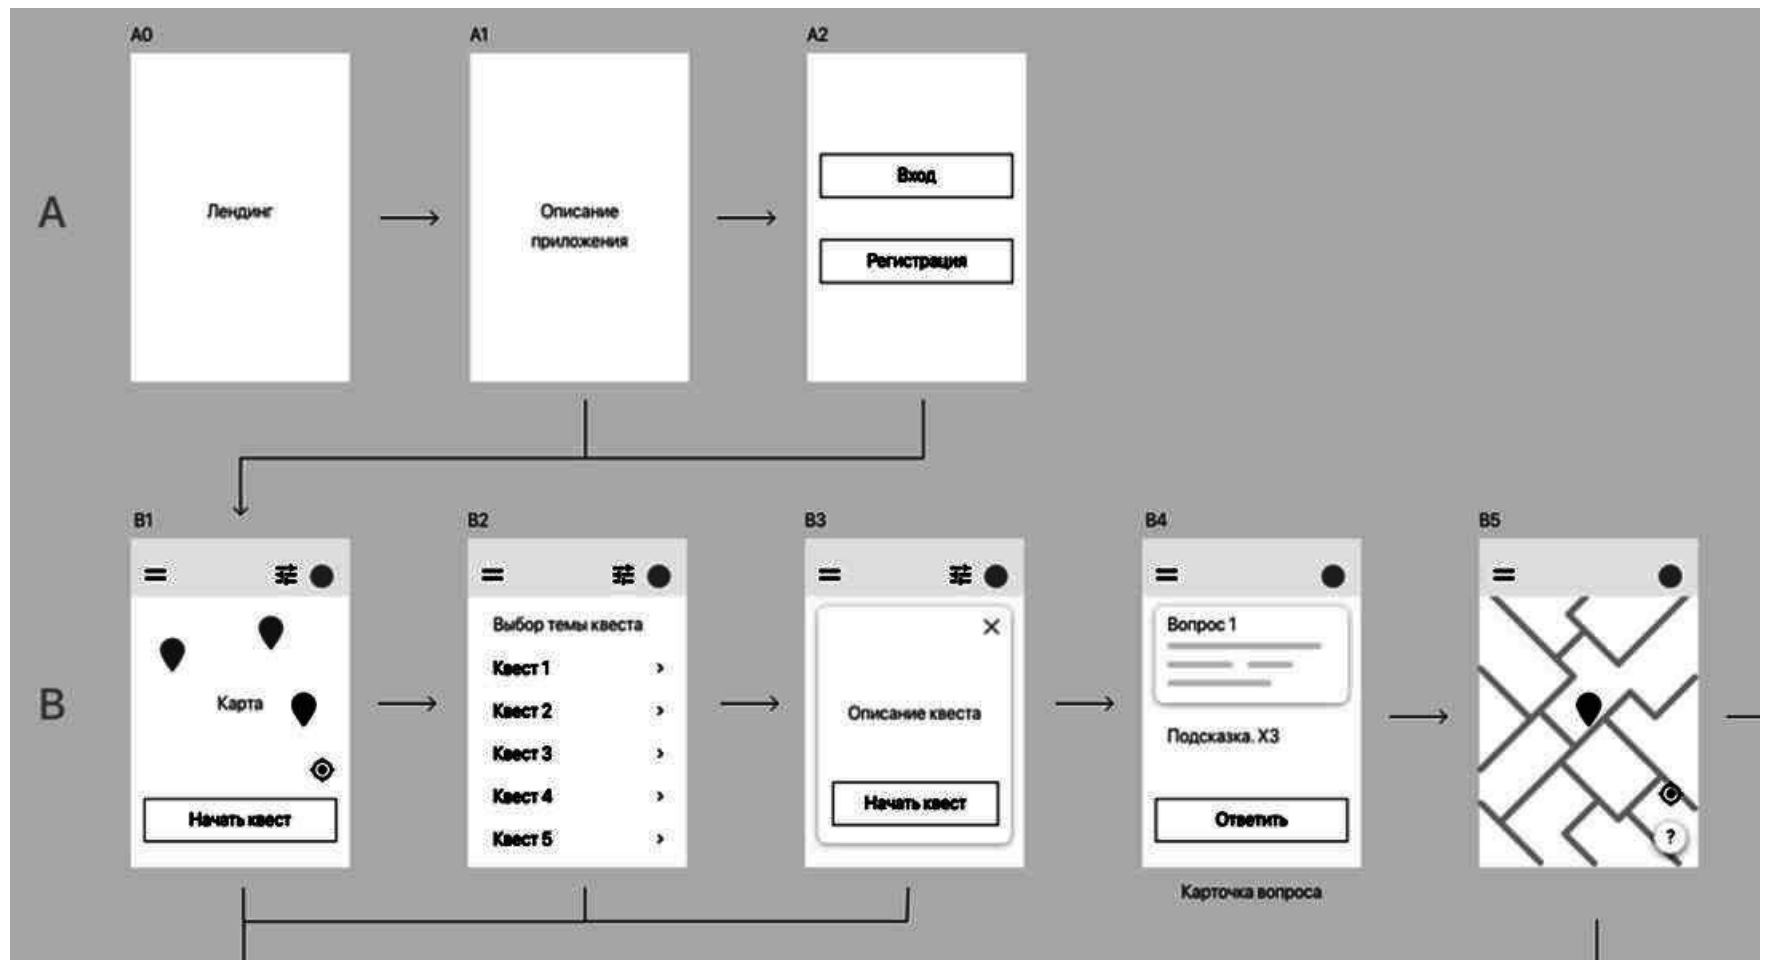 A0
A1
A2
A
Лендинг
Описание
приложения
Вход
Регистрация
B1
B2
B3
B4
B5
B
Карта
Начать квест
Выбор темы квеста
Квест 1
Квест 2
Квест 3
Квест 4
Квест 5
Описание квеста
Начать квест
Вопрос 1
Подсказка. X3
Ответить
Карточка вопроса
?